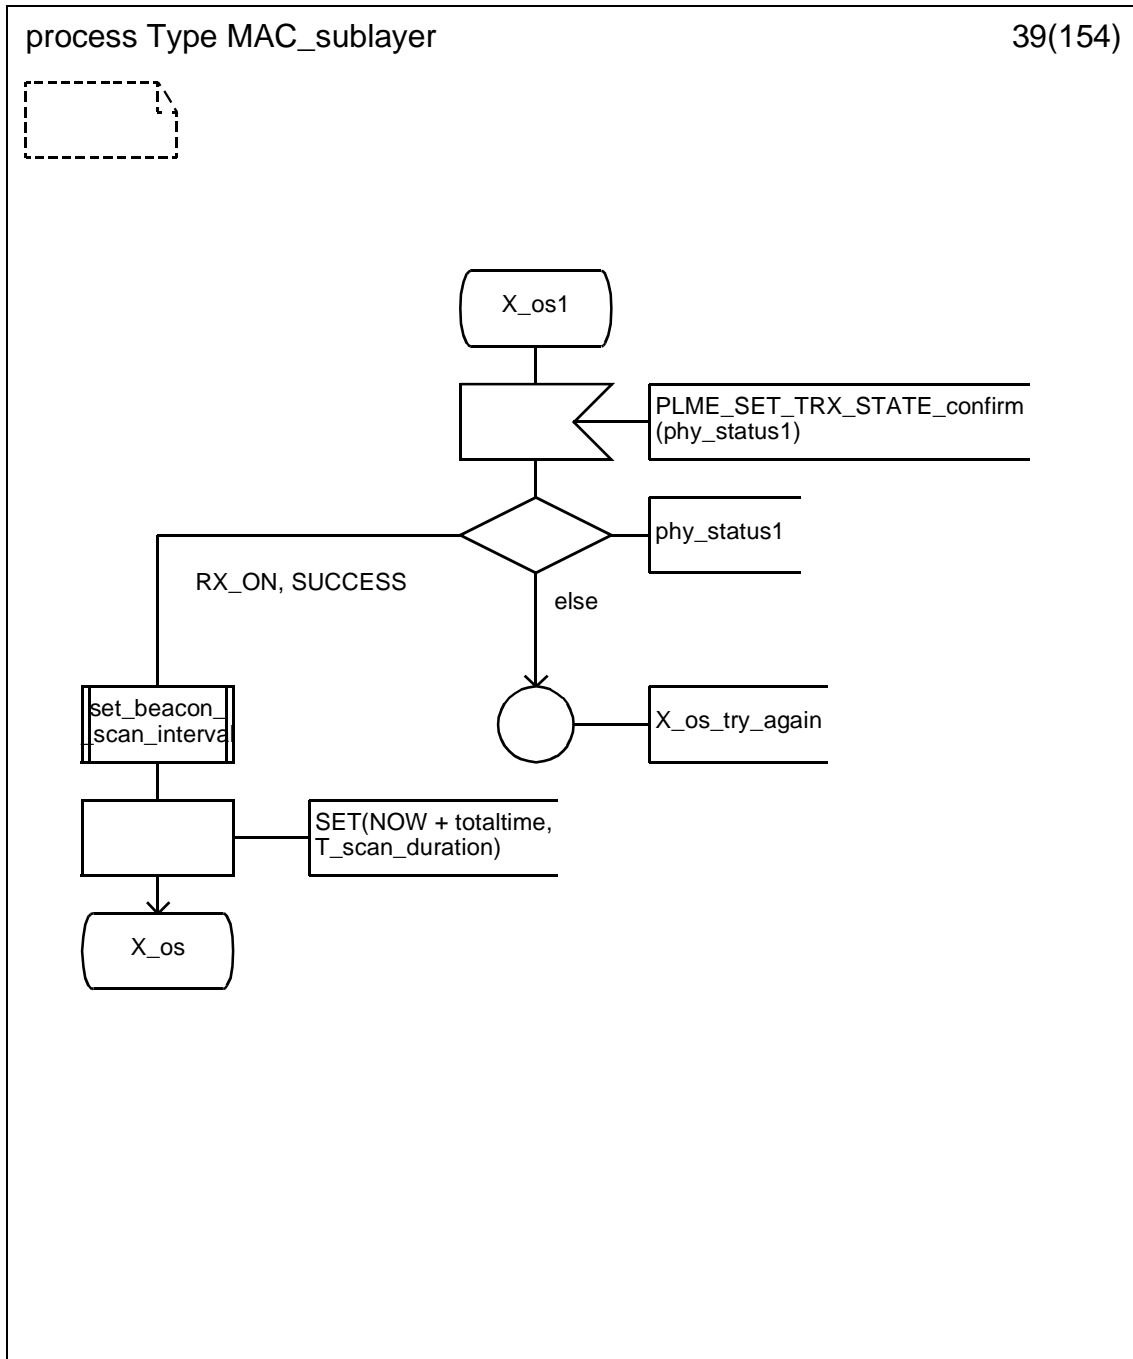 process Type MAC_sublayer
39(154)
X_os1
PLME_SET_TRX_STATE_confirm
(phy_status1)
phy_status1
RX_ON, SUCCESS
else
set_beacon_
_scan_interval
X_os_try_again
SET(NOW + totaltime,
T_scan_duration)
X_os